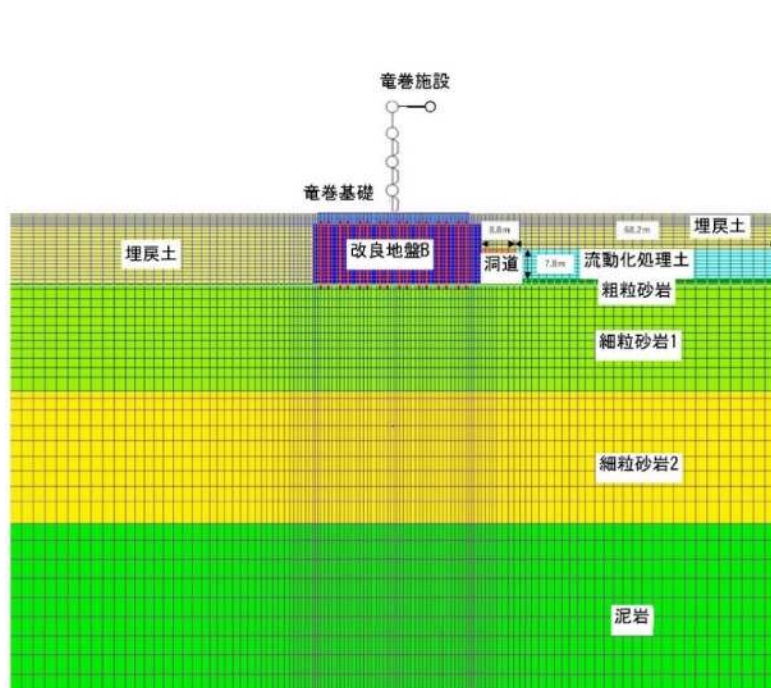 竜巻施設
竜巻基礎
埋戻土
改良地盤B
8.8m
68.2m
埋戻土
洞道
7.8m
流動化処理土
粗粒砂岩
細粒砂岩1
細粒砂岩2
泥岩